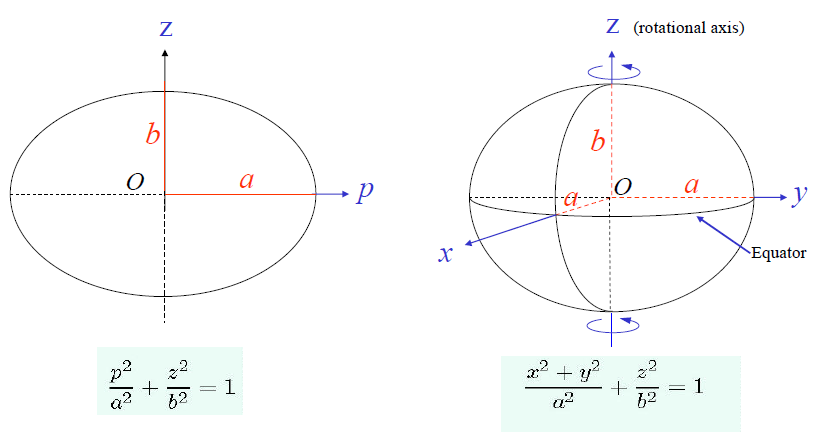 z
b
O
a
p
p²/a² + z²/b² = 1
z (rotational axis)
b
O
a
a
y
x
Equator
(x² + y²)/a² + z²/b² = 1